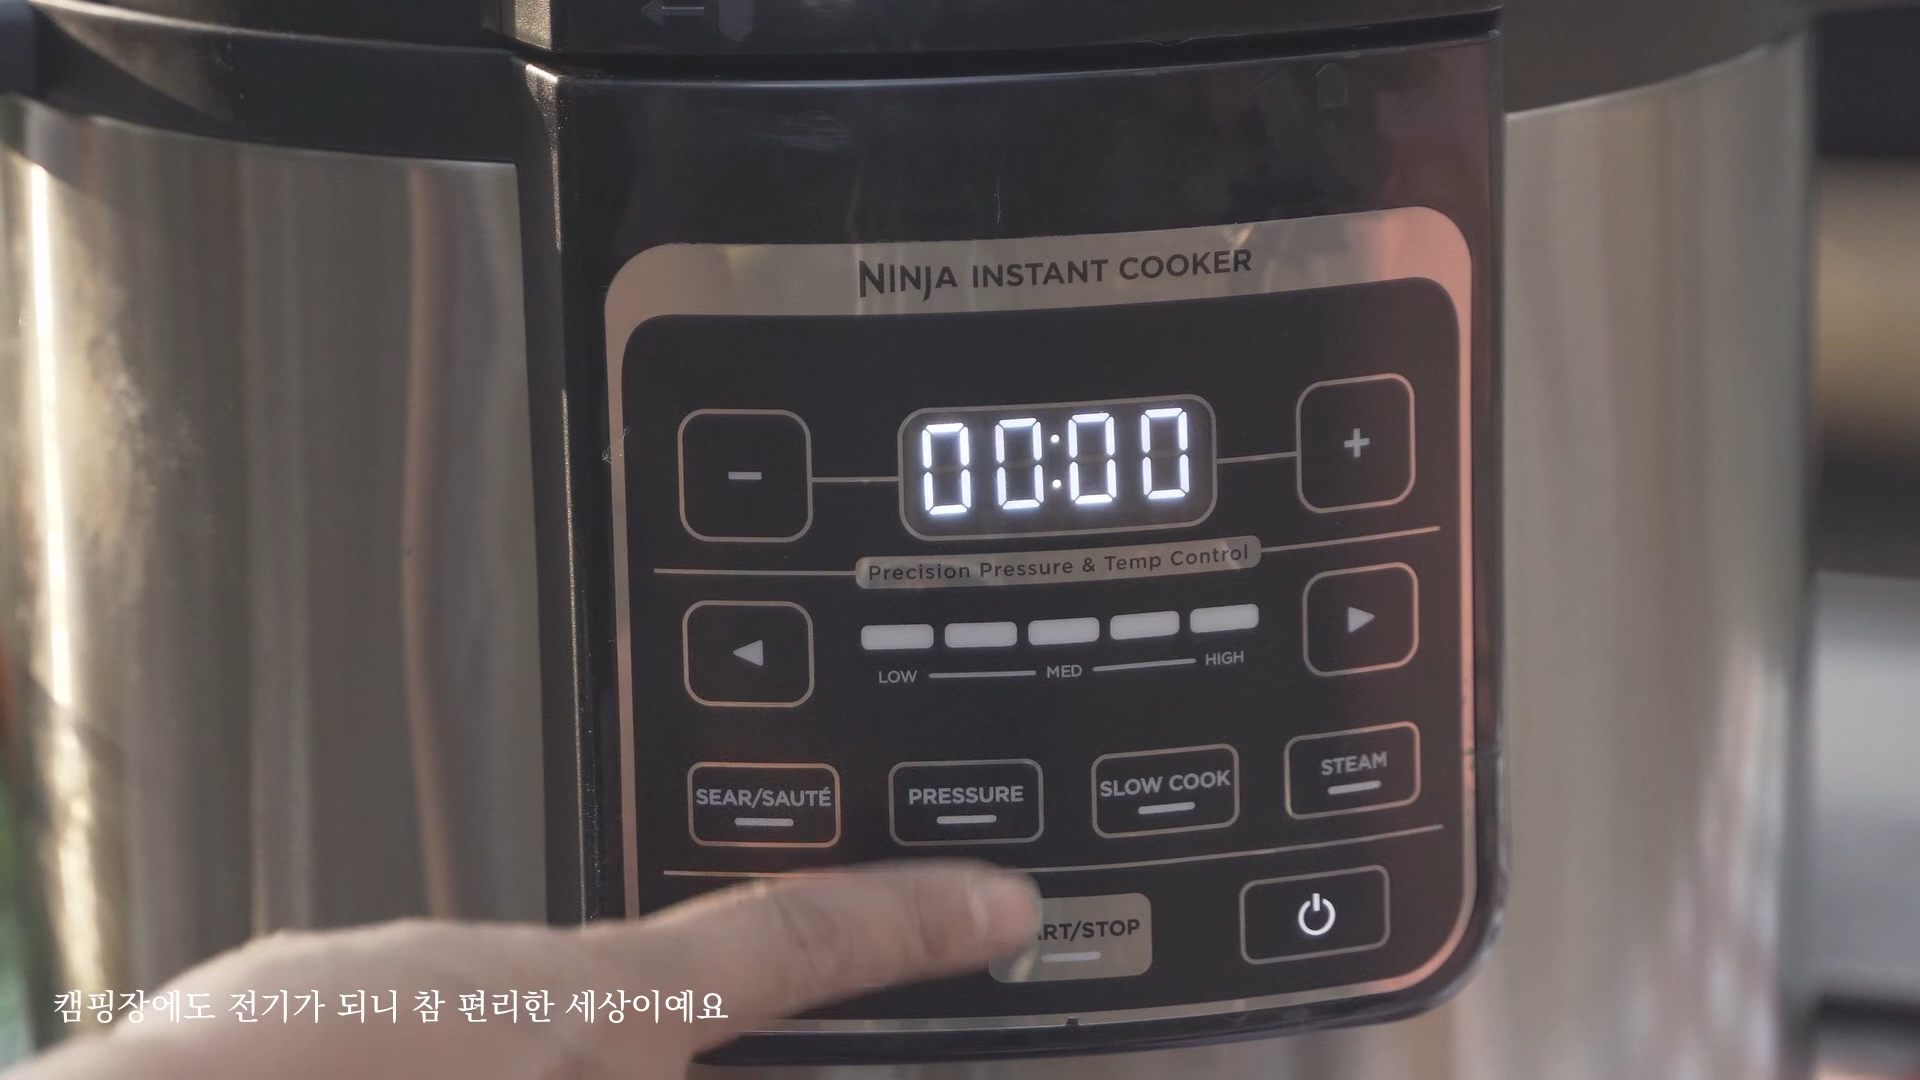 NINJA INSTANT COOKER
−
00:00
+
Precision Pressure & Temp Control
LOW MED HIGH
SEAR/SAUTÉ PRESSURE SLOW COOK STEAM
ART/STOP
캠핑장에도 전기가 되니 참 편리한 세상이예요